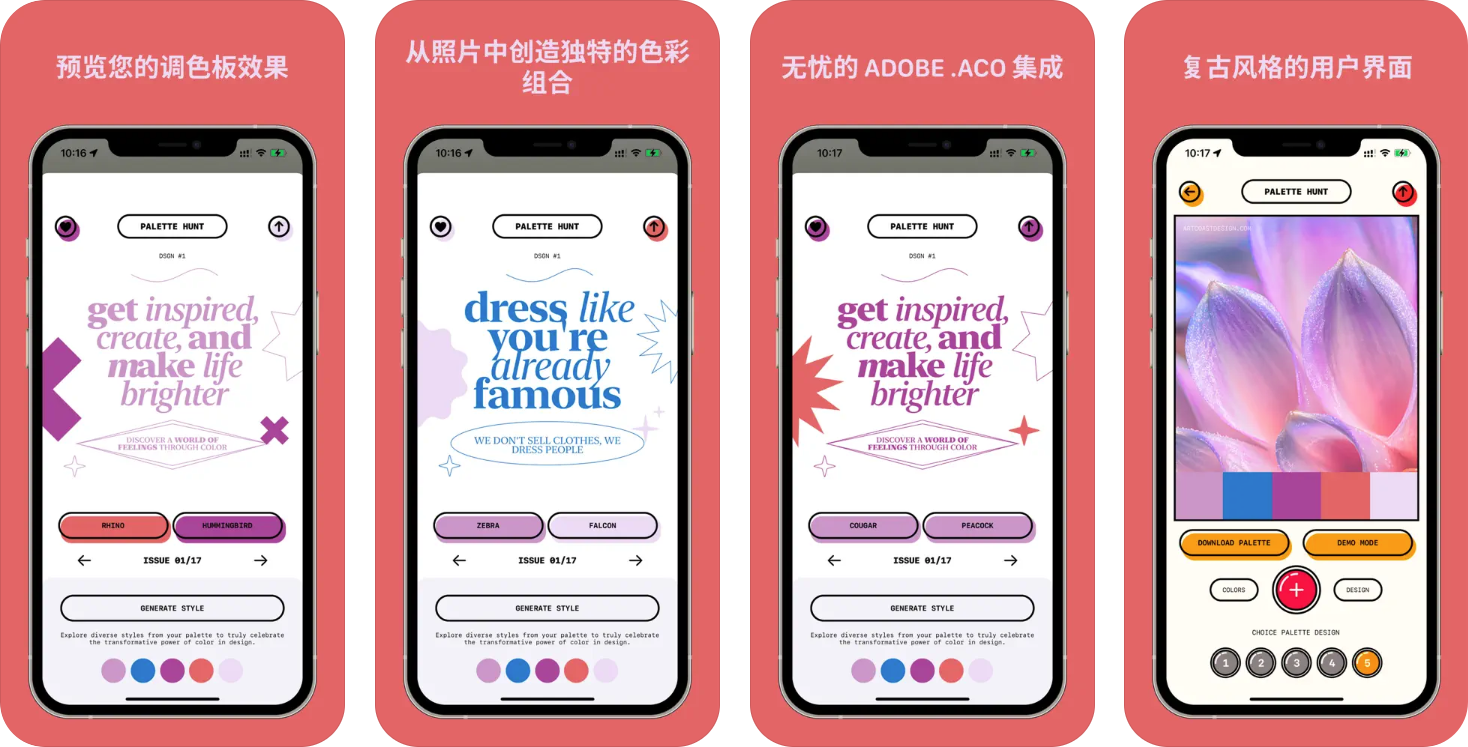 预览您的调色板效果
10:16
PALETTE HUNT
DSGN #1
get inspired,
create, and
make life
brighter
DISCOVER A WORLD OF
FEELINGS THROUGH COLOR
RHINO
HUMMINGBIRD
ISSUE 01/17
GENERATE STYLE
Explore diverse styles from your palette to truly celebrate
the transformative power of color in design.
从照片中创造独特的色彩
组合
10:16
PALETTE HUNT
DSGN #1
dress like
you're
already
famous
WE DON'T SELL CLOTHES, WE
DRESS PEOPLE
ZEBRA
FALCON
ISSUE 01/17
GENERATE STYLE
Explore diverse styles from your palette to truly celebrate
the transformative power of color in design.
无忧的 ADOBE .ACO 集成
10:17
PALETTE HUNT
DSGN #1
get inspired,
create, and
make life
brighter
DISCOVER A WORLD OF
FEELINGS THROUGH COLOR
COUGAR
PEACOCK
ISSUE 01/17
GENERATE STYLE
Explore diverse styles from your palette to truly celebrate
the transformative power of color in design.
复古风格的用户界面
10:17
PALETTE HUNT
DOWNLOAD PALETTE
DEMO MODE
COLORS
DESIGN
CHOICE PALETTE DESIGN
1 2 3 4 5